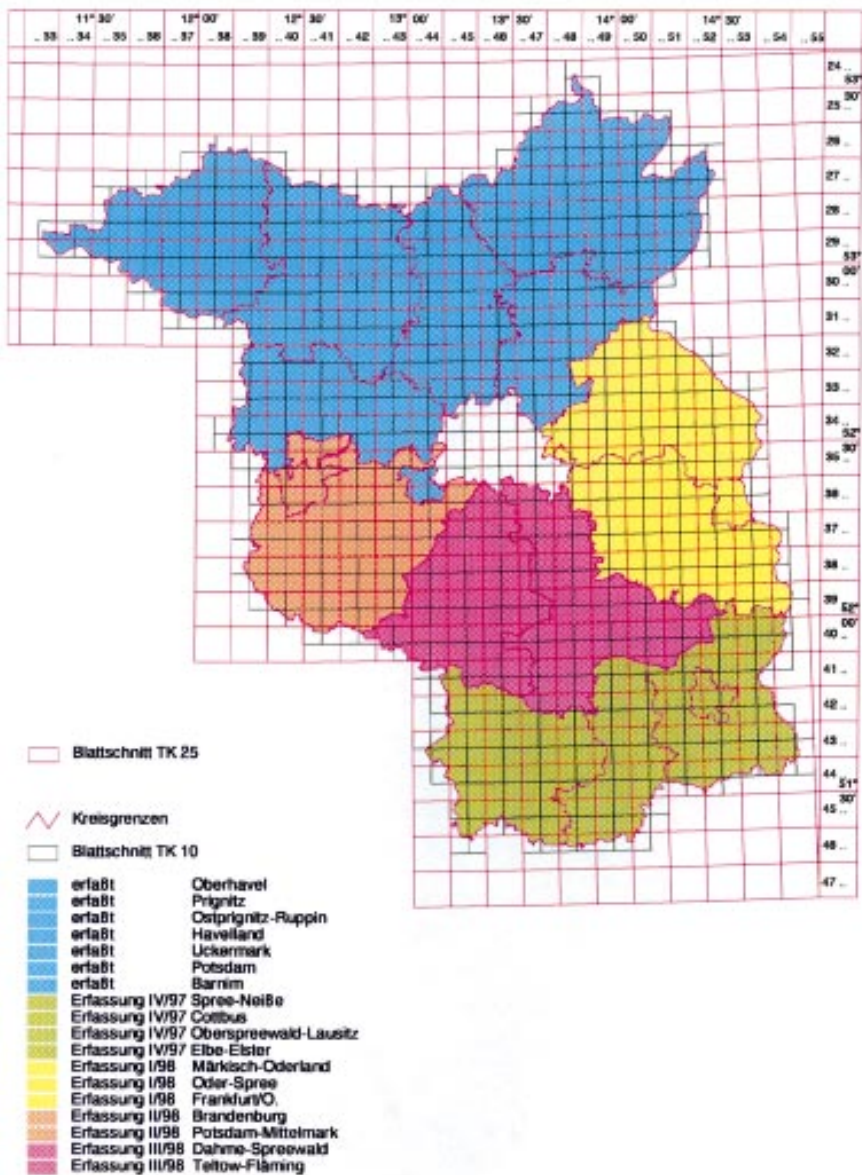 11° 30' 12° 00' 12° 30' 13° 00' 13° 30' 14° 00' 14° 30'
.. 33 .. 34 .. 35 .. 36 .. 37 .. 38 .. 39 .. 40 .. 41 .. 42 .. 43 .. 44 .. 45 .. 46 .. 47 .. 48 .. 49 .. 50 .. 51 .. 52 .. 53 .. 54 .. 55
24 ..
53°
30'
25 ..
26 ..
27 ..
28 ..
29 ..
53°
00'
30 ..
31 ..
32 ..
33 ..
34 ..
52°
30'
35 ..
36 ..
37 ..
38 ..
39 ..
52°
00'
40 ..
41 ..
42 ..
43 ..
44 ..
51°
30'
45 ..
46 ..
47 ..
Blattschnitt TK 25
Kreisgrenzen
Blattschnitt TK 10
erfaßt Oberhavel
erfaßt Prignitz
erfaßt Ostprignitz-Ruppin
erfaßt Havelland
erfaßt Uckermark
erfaßt Potsdam
erfaßt Barnim
Erfassung IV/97 Spree-Neiße
Erfassung IV/97 Cottbus
Erfassung IV/97 Oberspreewald-Lausitz
Erfassung IV/97 Elbe-Elster
Erfassung I/98 Märkisch-Oderland
Erfassung I/98 Oder-Spree
Erfassung I/98 Frankfurt/O.
Erfassung II/98 Brandenburg
Erfassung II/98 Potsdam-Mittelmark
Erfassung III/98 Dahme-Spreewald
Erfassung III/98 Teltow-Fläming